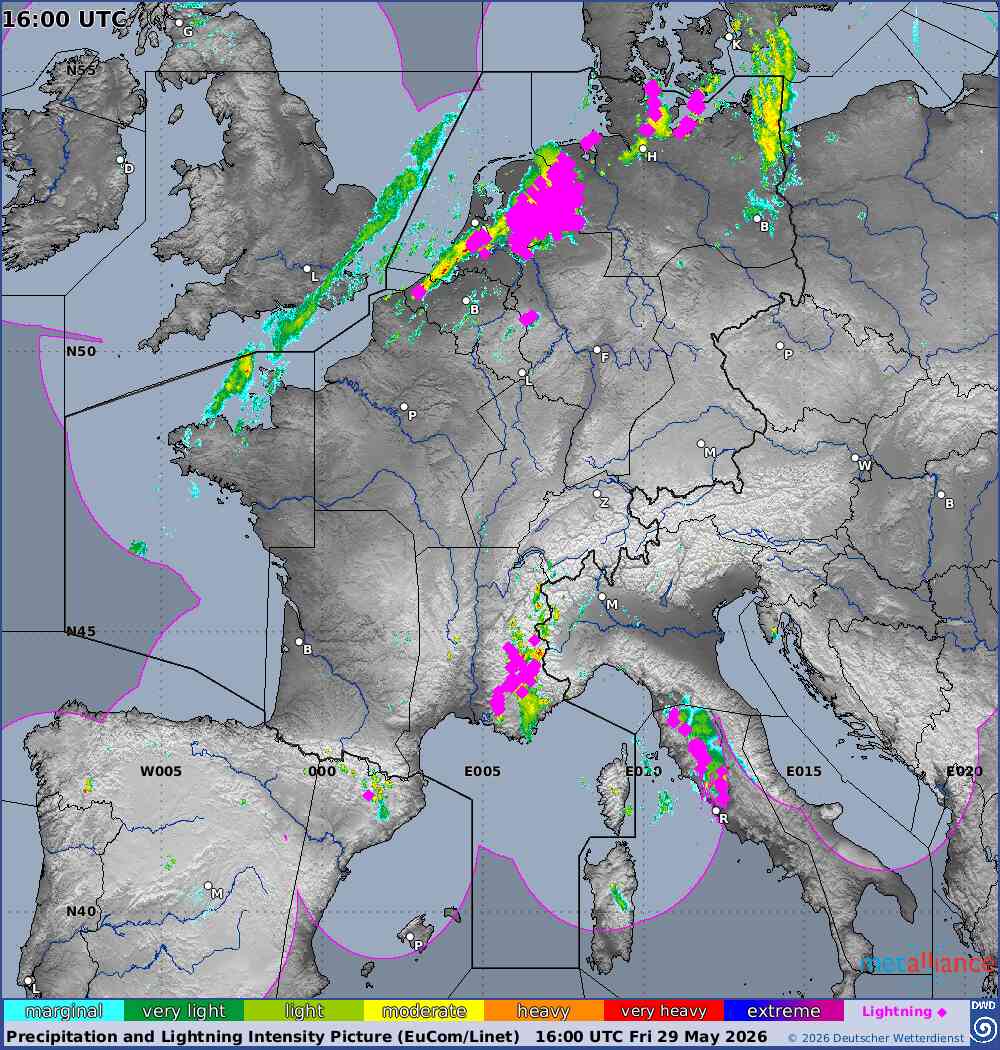 16:00 UTC
G
K
N55
D
H
A
B
L
B
N50
P
F
L
P
M
W
Z
B
M
N45
B
W005
000
E005
E010
E015
E020
R
M
N40
P
metalliance
L
marginal very light light moderate heavy very heavy extreme Lightning
DWD
Precipitation and Lightning Intensity Picture (EuCom/Linet) 16:00 UTC Fri 29 May 2026 © 2026 Deutscher Wetterdienst